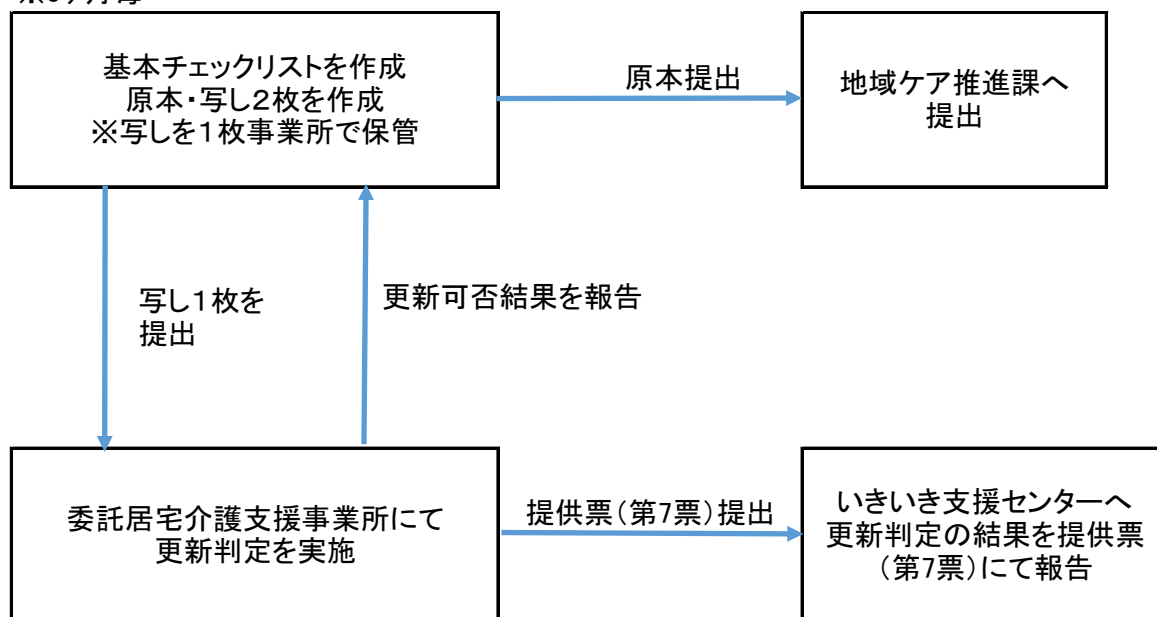 基本チェックリストを作成
原本・写し２枚を作成
※写しを１枚事業所で保管
原本提出
地域ケア推進課へ
提出
写し１枚を
提出
更新可否結果を報告
委託居宅介護支援事業所にて
更新判定を実施
提供票（第7票）提出
いきいき支援センターへ
更新判定の結果を提供票
（第7票）にて報告